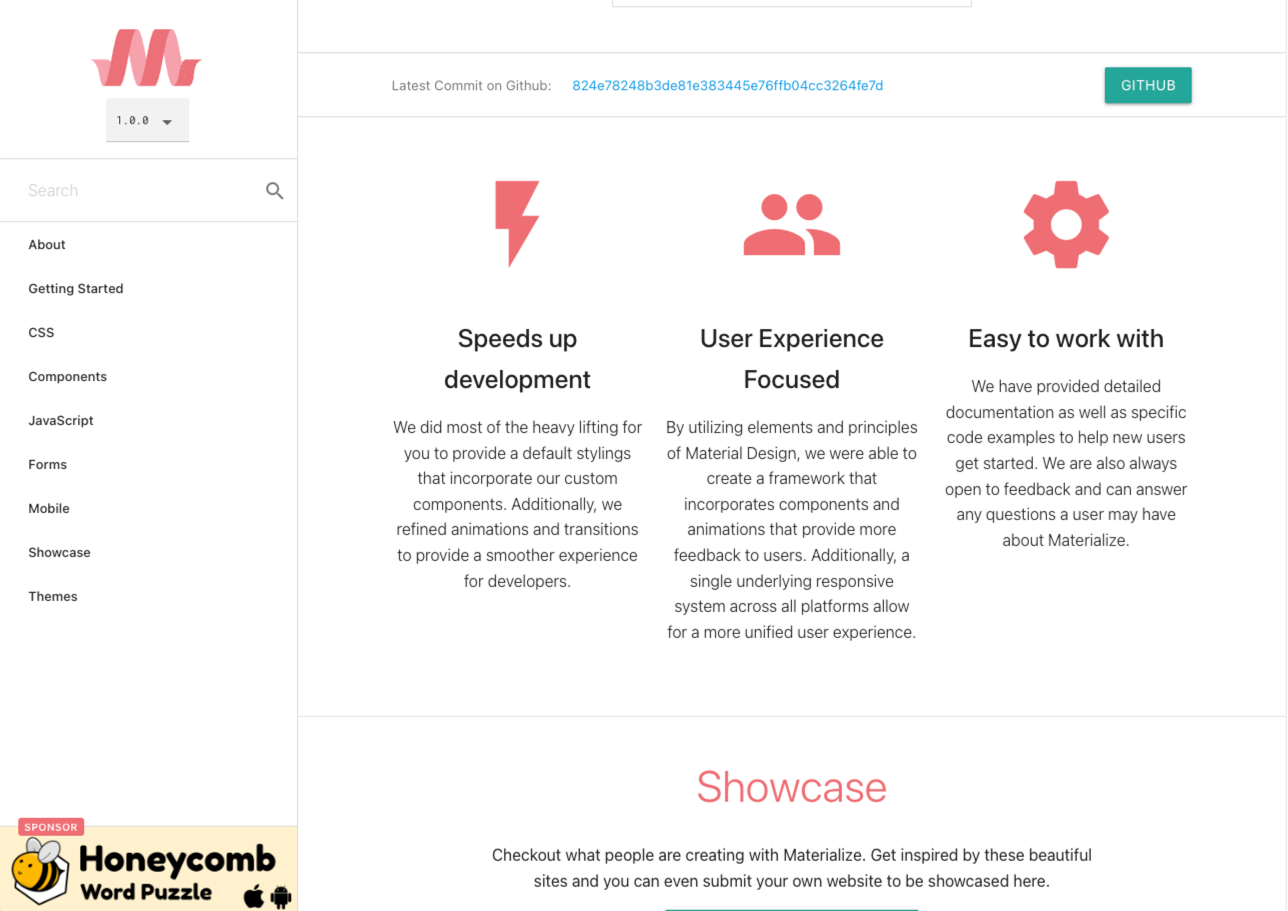 1.0.0
Search
About
Getting Started
CSS
Components
JavaScript
Forms
Mobile
Showcase
Themes
SPONSOR
Honeycomb
Word Puzzle
Latest Commit on Github: 824e78248b3de81e383445e76ffb04cc3264fe7d
GITHUB
Speeds up
development
We did most of the heavy lifting for
you to provide a default stylings
that incorporate our custom
components. Additionally, we
refined animations and transitions
to provide a smoother experience
for developers.
User Experience
Focused
By utilizing elements and principles
of Material Design, we were able to
create a framework that
incorporates components and
animations that provide more
feedback to users. Additionally, a
single underlying responsive
system across all platforms allow
for a more unified user experience.
Easy to work with
We have provided detailed
documentation as well as specific
code examples to help new users
get started. We are also always
open to feedback and can answer
any questions a user may have
about Materialize.
Showcase
Checkout what people are creating with Materialize. Get inspired by these beautiful
sites and you can even submit your own website to be showcased here.